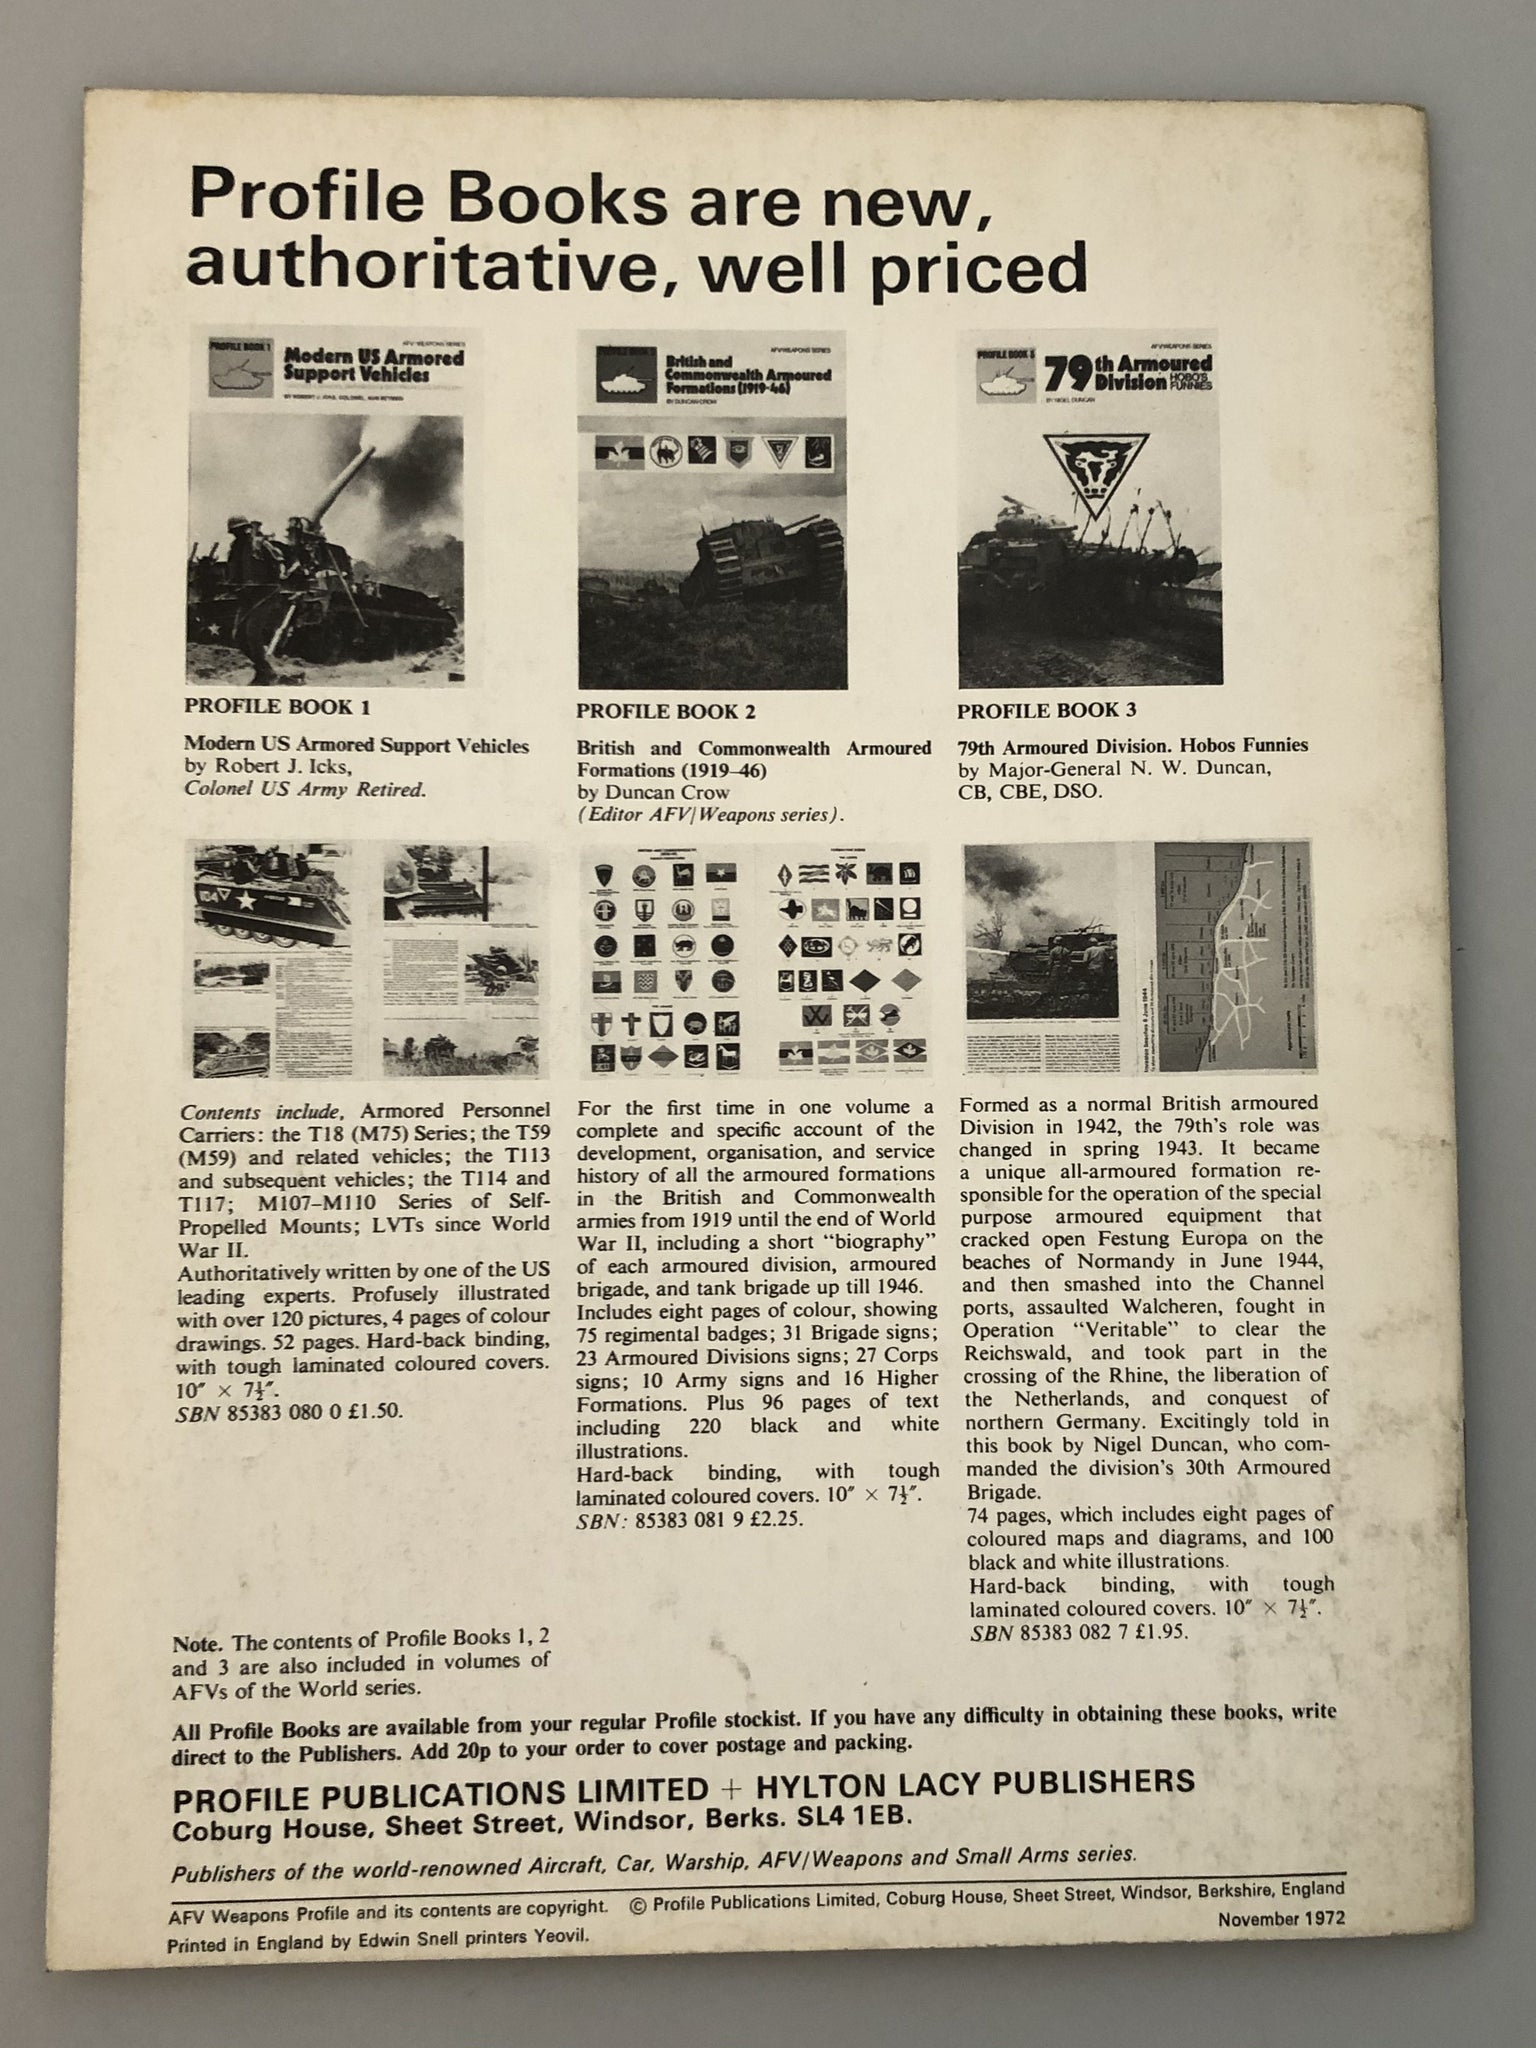 Profile Books are new,
authoritative, well priced
PROFILE BOOK 1
AFV WEAPONS SERIES
Modern US Armored
Support Vehicles
PROFILE BOOK 2
AFV WEAPONS SERIES
British and
Commonwealth Armoured
Formations (1919-46)
BY DUNCAN CROW
PROFILE BOOK 3
AFV WEAPONS SERIES
79th Armoured
Division HOBO'S
FUNNIES
BY NIGEL DUNCAN
PROFILE BOOK 1
Modern US Armored Support Vehicles
by Robert J. Icks,
Colonel US Army Retired.
PROFILE BOOK 2
British and Commonwealth Armoured
Formations (1919–46)
by Duncan Crow
(Editor AFV/Weapons series).
PROFILE BOOK 3
79th Armoured Division. Hobos Funnies
by Major-General N. W. Duncan,
CB, CBE, DSO.
Contents include, Armored Personnel
Carriers: the T18 (M75) Series; the T59
(M59) and related vehicles; the T113
and subsequent vehicles; the T114 and
T117; M107–M110 Series of Self-
Propelled Mounts; LVTs since World
War II.
Authoritatively written by one of the US
leading experts. Profusely illustrated
with over 120 pictures, 4 pages of colour
drawings. 52 pages. Hard-back binding,
with tough laminated coloured covers.
10″ × 7½″.
SBN 85383 080 0 £1.50.
For the first time in one volume a
complete and specific account of the
development, organisation, and service
history of all the armoured formations
in the British and Commonwealth
armies from 1919 until the end of World
War II, including a short “biography”
of each armoured division, armoured
brigade, and tank brigade up till 1946.
Includes eight pages of colour, showing
75 regimental badges; 31 Brigade signs;
23 Armoured Divisions signs; 27 Corps
signs; 10 Army signs and 16 Higher
Formations. Plus 96 pages of text
including 220 black and white
illustrations.
Hard-back binding, with tough
laminated coloured covers. 10″ × 7½″.
SBN: 85383 081 9 £2.25.
Formed as a normal British armoured
Division in 1942, the 79th's role was
changed in spring 1943. It became
a unique all-armoured formation re-
sponsible for the operation of the special
purpose armoured equipment that
cracked open Festung Europa on the
beaches of Normandy in June 1944,
and then smashed into the Channel
ports, assaulted Walcheren, fought in
Operation “Veritable” to clear the
Reichswald, and took part in the
crossing of the Rhine, the liberation of
the Netherlands, and conquest of
northern Germany. Excitingly told in
this book by Nigel Duncan, who com-
manded the division's 30th Armoured
Brigade.
74 pages, which includes eight pages of
coloured maps and diagrams, and 100
black and white illustrations.
Hard-back binding, with tough
laminated coloured covers. 10″ × 7½″.
SBN 85383 082 7 £1.95.
Note. The contents of Profile Books 1, 2
and 3 are also included in volumes of
AFVs of the World series.
All Profile Books are available from your regular Profile stockist. If you have any difficulty in obtaining these books, write
direct to the Publishers. Add 20p to your order to cover postage and packing.
PROFILE PUBLICATIONS LIMITED + HYLTON LACY PUBLISHERS
Coburg House, Sheet Street, Windsor, Berks. SL4 1EB.
Publishers of the world-renowned Aircraft, Car, Warship, AFV/Weapons and Small Arms series.
AFV Weapons Profile and its contents are copyright. © Profile Publications Limited, Coburg House, Sheet Street, Windsor, Berkshire, England
Printed in England by Edwin Snell printers Yeovil.
November 1972